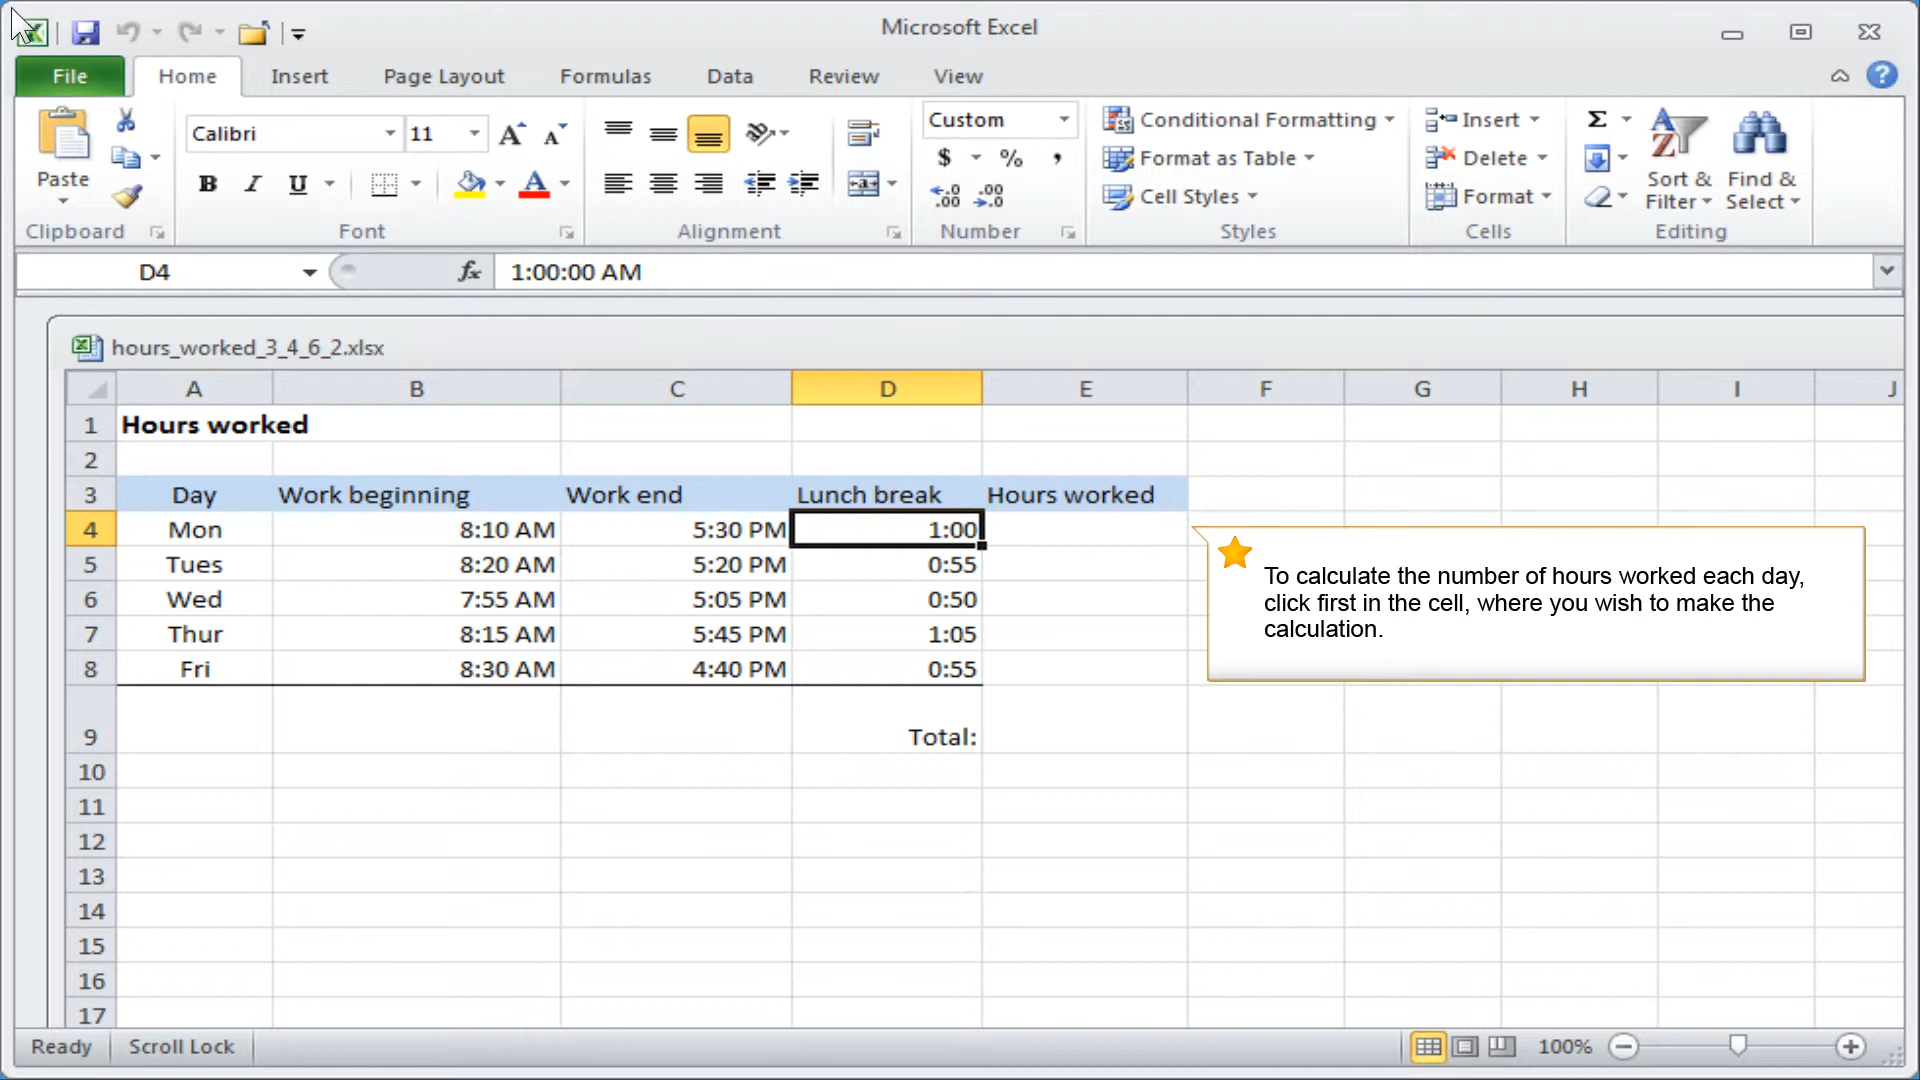 Microsoft Excel
File Home Insert Page Layout Formulas Data Review View
Paste
Calibri 11
B I U
Custom
$ % ,
Conditional Formatting
Format as Table
Cell Styles
Insert
Delete
Format
Σ
Sort & Filter
Find & Select
Clipboard Font Alignment Number Styles Cells Editing
D4 fx 1:00:00 AM
hours_worked_3_4_6_2.xlsx
A B C D E F G H I J
1 Hours worked
2
3 Day Work beginning Work end Lunch break Hours worked
4 Mon 8:10 AM 5:30 PM 1:00
5 Tues 8:20 AM 5:20 PM 0:55
6 Wed 7:55 AM 5:05 PM 0:50
7 Thur 8:15 AM 5:45 PM 1:05
8 Fri 8:30 AM 4:40 PM 0:55
9 Total:
10
11
12
13
14
15
16
17
To calculate the number of hours worked each day,
click first in the cell, where you wish to make the
calculation.
Ready Scroll Lock 100%